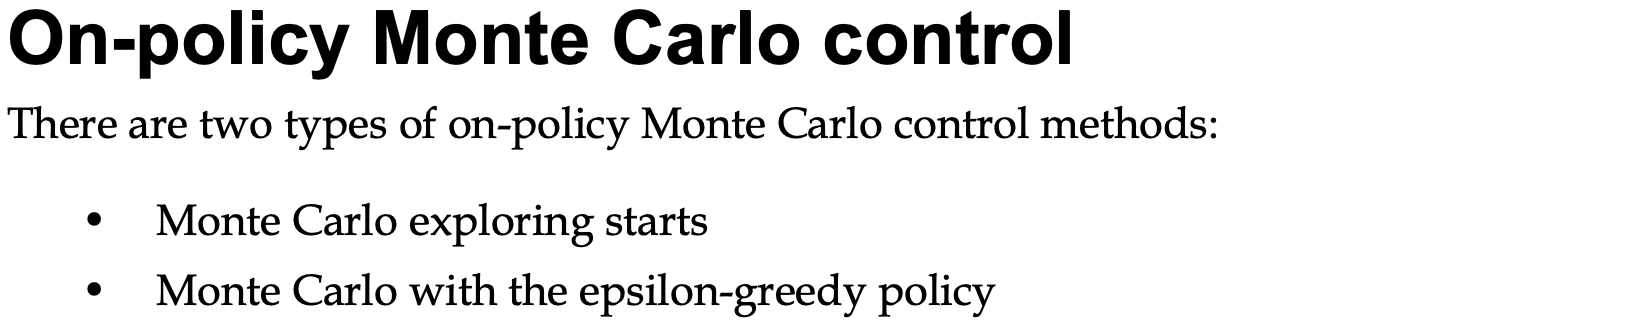 On-policy Monte Carlo control
There are two types of on-policy Monte Carlo control methods:
• Monte Carlo exploring starts
• Monte Carlo with the epsilon-greedy policy